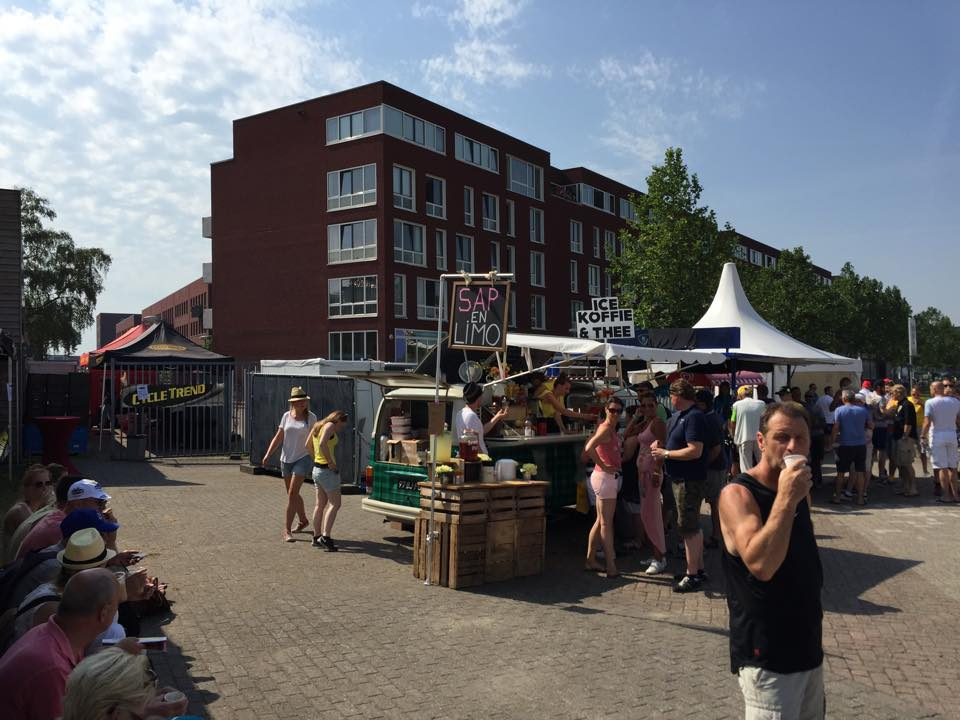 SAP
EN
LiMO
ICE
KOFFIE
& THEE
CYCLE TREND